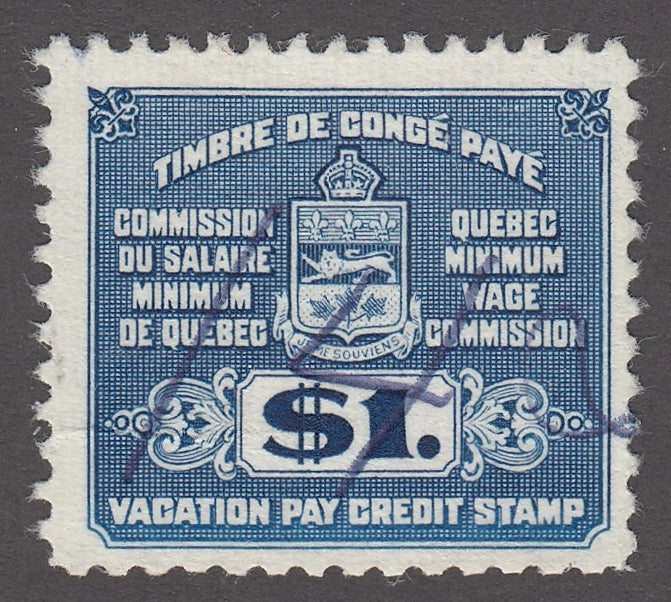 TIMBRE DE CONGÉ PAYÉ
COMMISSION
DU SALAIRE
MINIMUM
DE QUEBEC
QUEBEC
MINIMUM
WAGE
COMMISSION
JE ME SOUVIENS
$1.
VACATION PAY CREDIT STAMP